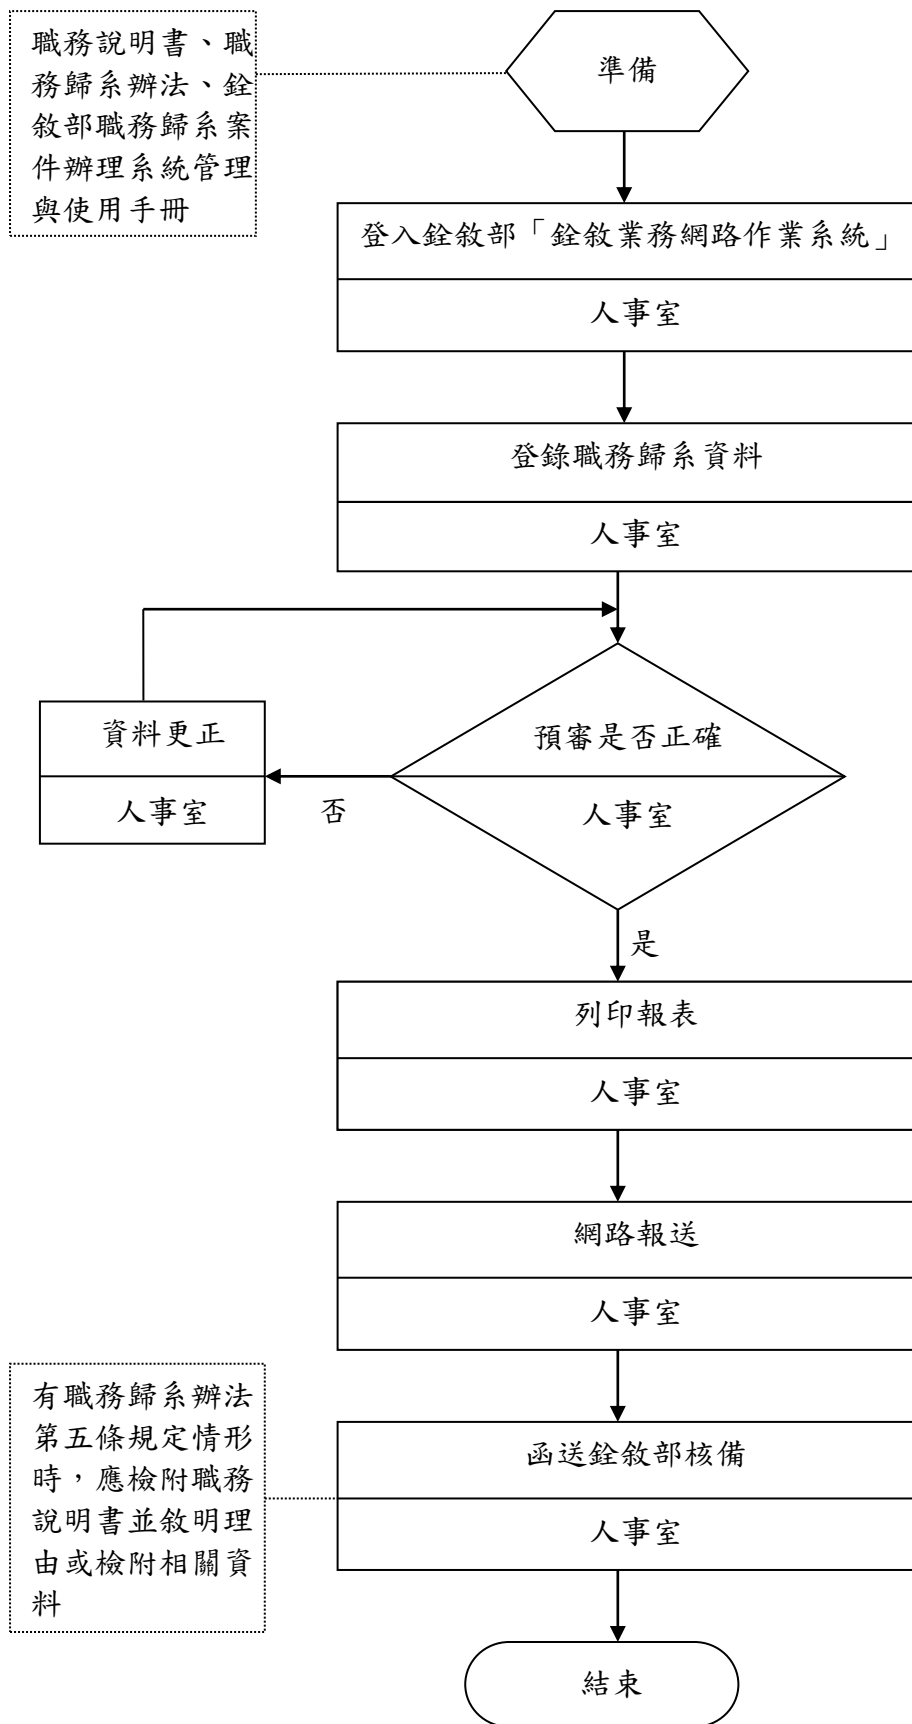 職務說明書、職
務歸系辦法、銓
敘部職務歸系案
件辦理系統管理
與使用手冊
準備
登入銓敘部「銓敘業務網路作業系統」
人事室
登錄職務歸系資料
人事室
預審是否正確
人事室
否
資料更正
人事室
是
列印報表
人事室
網路報送
人事室
有職務歸系辦法
第五條規定情形
時，應檢附職務
說明書並敘明理
由或檢附相關資
料
函送銓敘部核備
人事室
結束